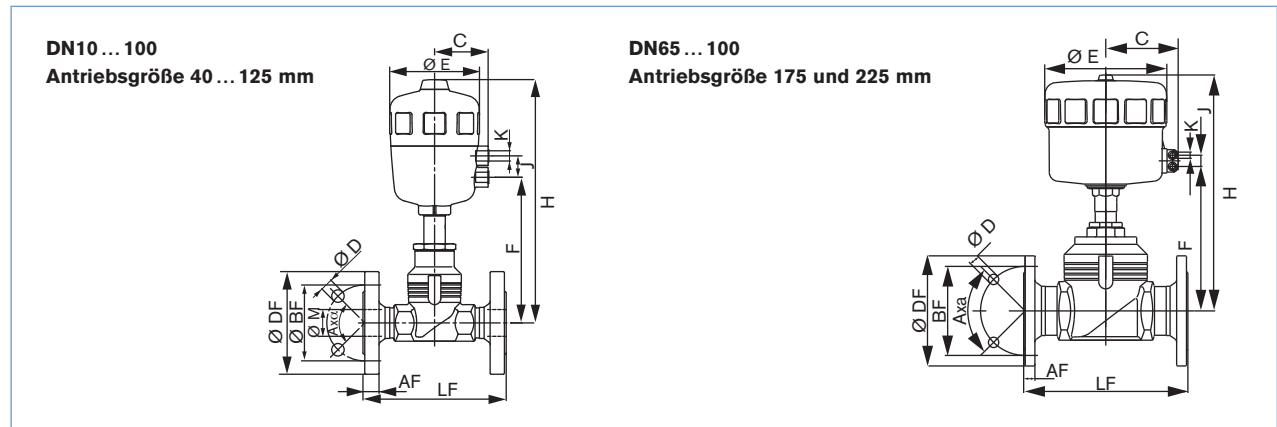 DN10 … 100
Antriebsgröße 40 … 125 mm
C
Ø E
K
J
H
F
Ø D
Ø DF
Ø BF
Ø M
Axα
AF
LF
DN65 … 100
Antriebsgröße 175 und 225 mm
C
Ø E
J
K
H
F
Ø D
Ø DF
BF
Axa
AF
LF